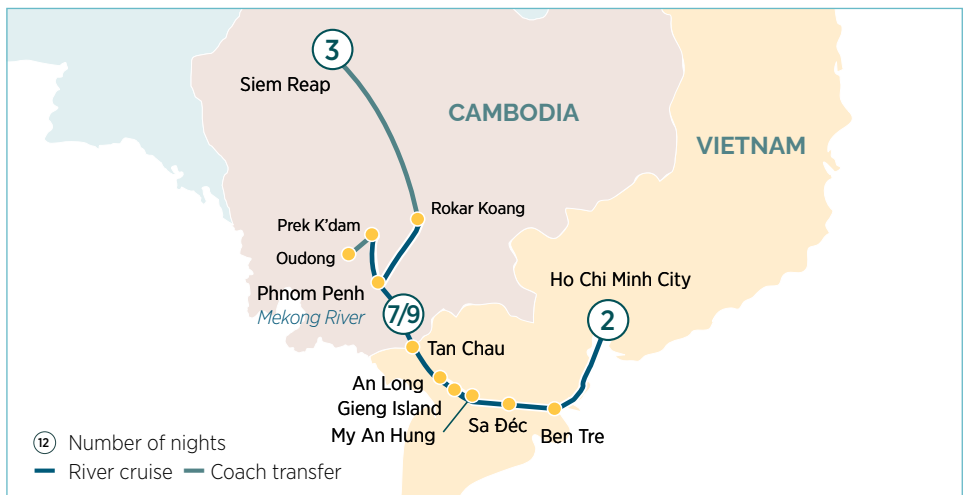 3
Siem Reap
CAMBODIA
VIETNAM
Rokar Koang
Prek K’dam
Oudong
Ho Chi Minh City
Phnom Penh
Mekong River
7/9
2
Tan Chau
An Long
Gieng Island
My An Hung
Sa Đéc
Ben Tre
12 Number of nights
River cruise Coach transfer